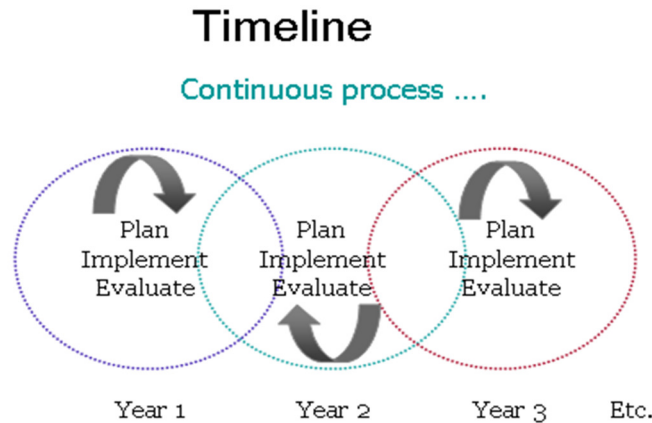 Timeline
Continuous process ....
Plan Plan Plan
Implement Implement Implement
Evaluate Evaluate Evaluate
Year 1 Year 2 Year 3 Etc.